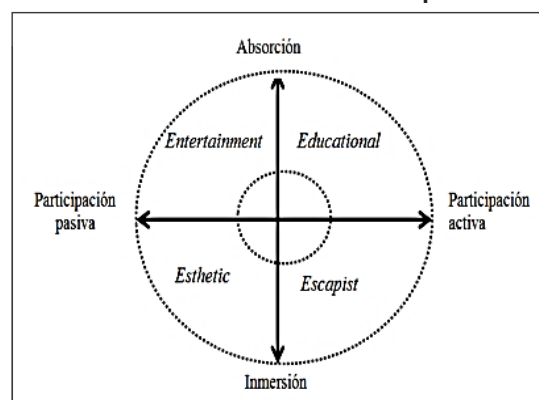 Absorción
Entertainment Educational
Participación pasiva
Participación activa
Esthetic Escapist
Inmersión